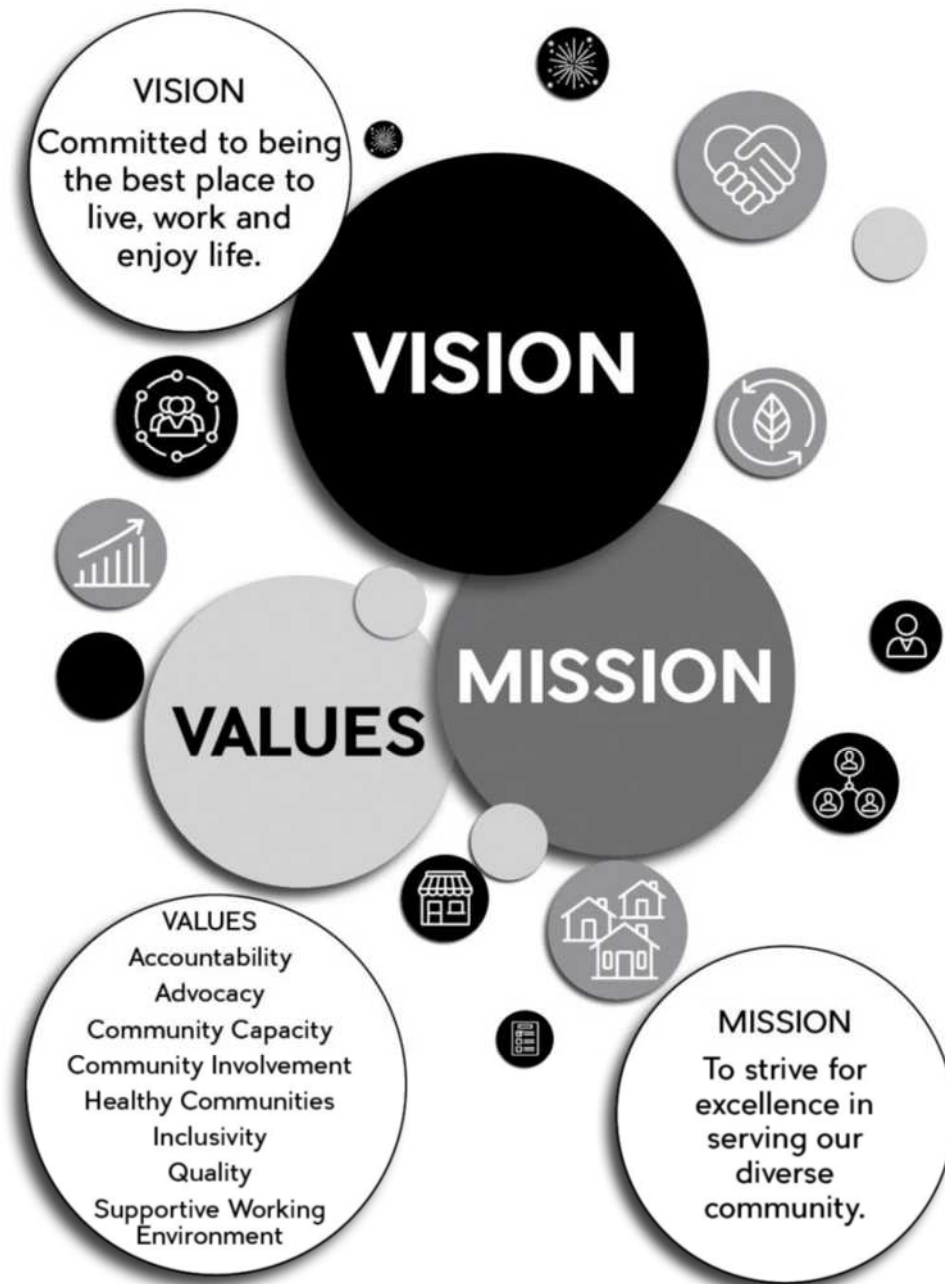 VISION
Committed to being
the best place to
live, work and
enjoy life.
VISION
MISSION
VALUES
VALUES
Accountability
Advocacy
Community Capacity
Community Involvement
Healthy Communities
Inclusivity
Quality
Supportive Working
Environment
MISSION
To strive for
excellence in
serving our
diverse
community.